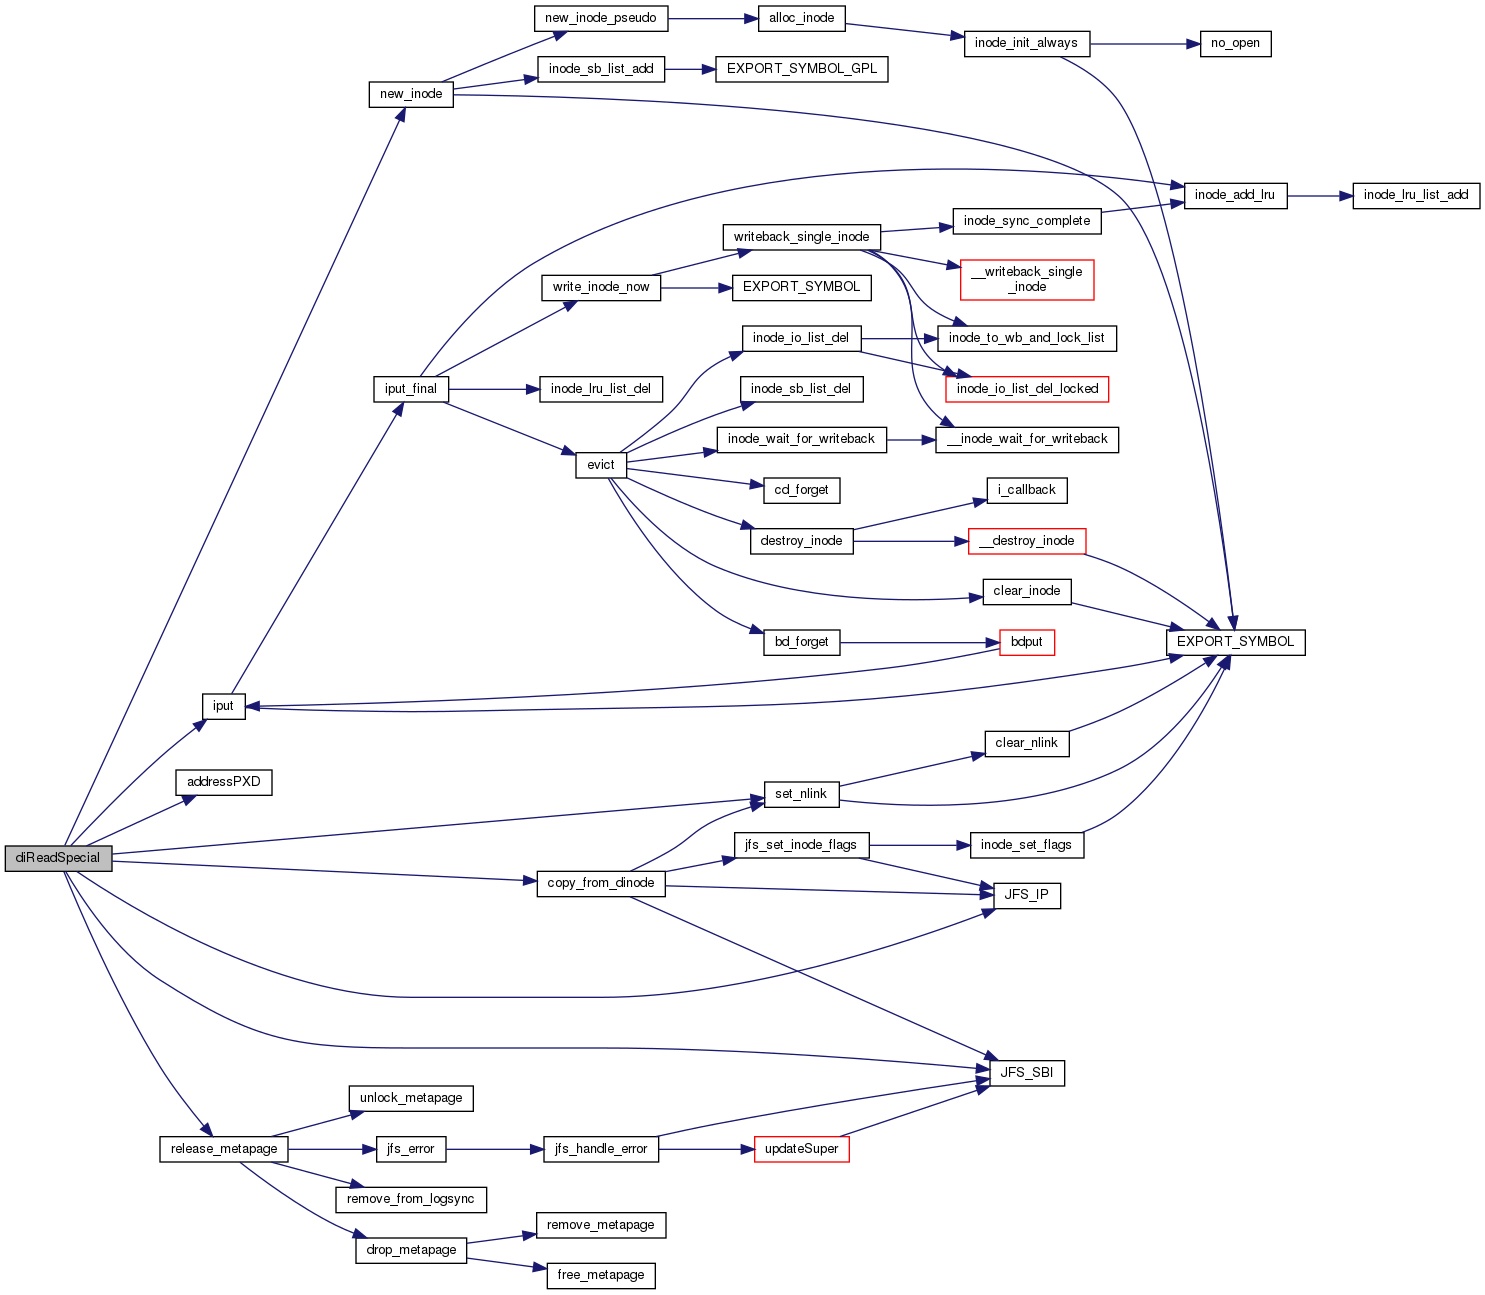 new_inode_pseudo
alloc_inode
inode_init_always
no_open
inode_sb_list_add
EXPORT_SYMBOL_GPL
new_inode
inode_add_lru
inode_lru_list_add
inode_sync_complete
writeback_single_inode
__writeback_single
_inode
write_inode_now
EXPORT_SYMBOL
inode_io_list_del
inode_to_wb_and_lock_list
iput_final
inode_lru_list_del
inode_sb_list_del
inode_io_list_del_locked
inode_wait_for_writeback
__inode_wait_for_writeback
evict
cd_forget
i_callback
destroy_inode
__destroy_inode
clear_inode
bd_forget
bdput
EXPORT_SYMBOL
iput
clear_nlink
addressPXD
set_nlink
jfs_set_inode_flags
inode_set_flags
diReadSpecial
copy_from_dinode
JFS_IP
JFS_SBI
unlock_metapage
release_metapage
jfs_error
jfs_handle_error
updateSuper
remove_from_logsync
remove_metapage
drop_metapage
free_metapage